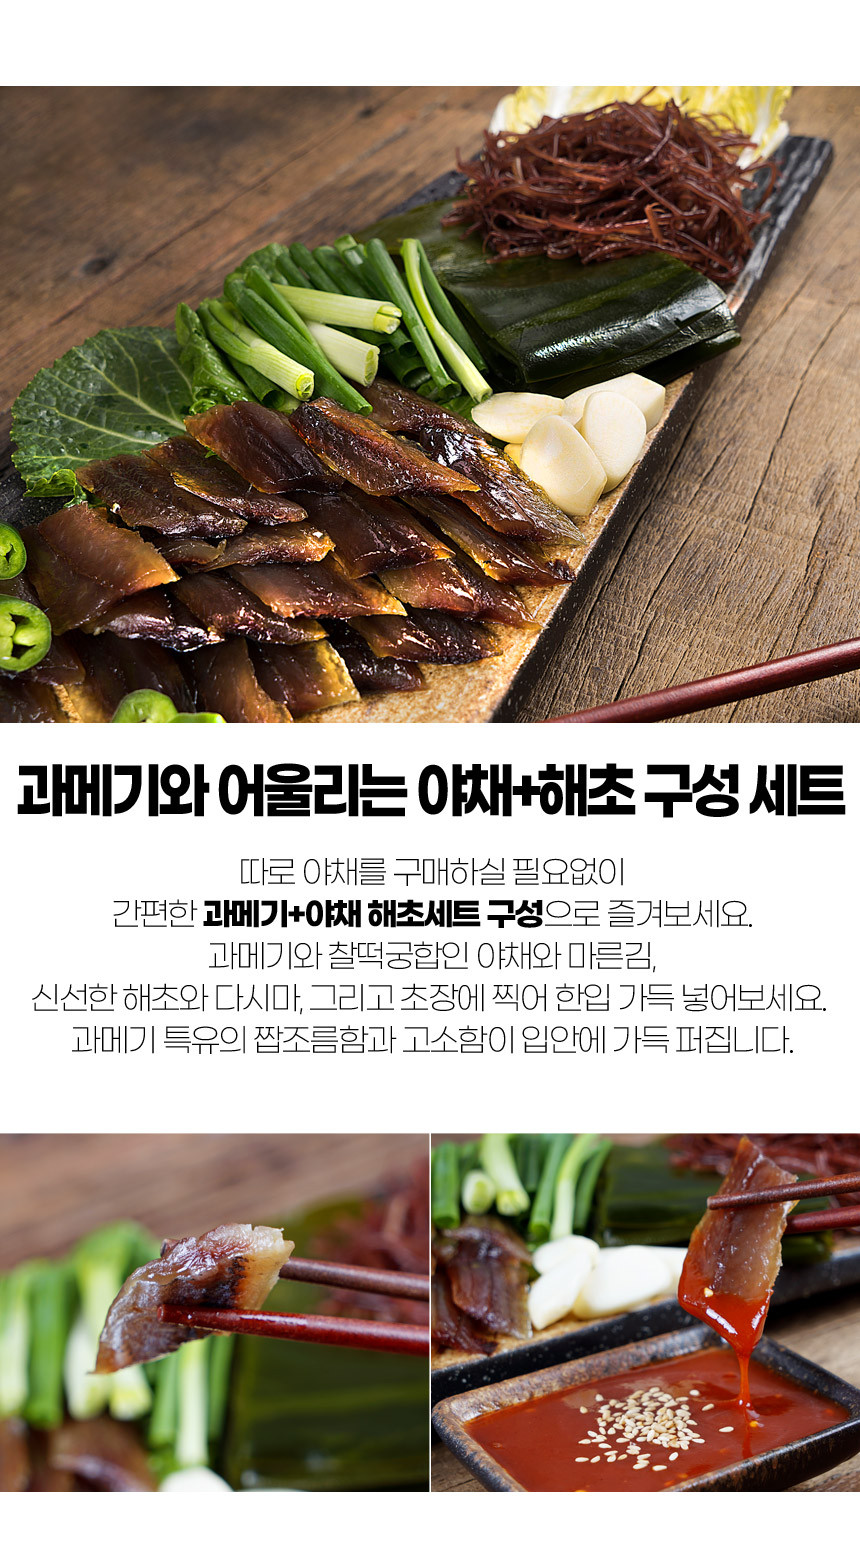 과메기와 어울리는 야채+해초 구성 세트
따로 야채를 구매하실 필요없이
간편한 과메기+야채 해초세트 구성으로 즐겨보세요.
과메기와 찰떡궁합인 야채와 마른김,
신선한 해초와 다시마, 그리고 초장에 찍어 한입 가득 넣어보세요.
과메기 특유의 짭조름함과 고소함이 입안에 가득 퍼집니다.